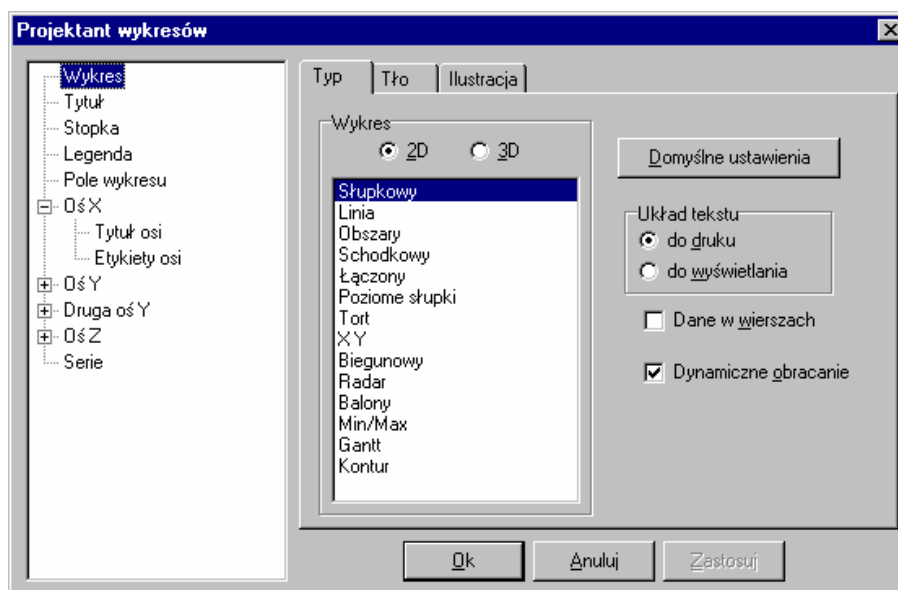 Projektant wykresów
Wykres
Tytuł
Stopka
Legenda
Pole wykresu
Oś X
Tytuł osi
Etykiety osi
Oś Y
Druga oś Y
Oś Z
Serie
Typ Tło Ilustracja
Wykres
2D 3D
Słupkowy
Linia
Obszary
Schodkowy
Łączony
Poziome słupki
Tort
X Y
Biegunowy
Radar
Balony
Min/Max
Gantt
Kontur
Domyślne ustawienia
Układ tekstu
do druku
do wyświetlania
Dane w wierszach
Dynamiczne obracanie
Ok Anuluj Zastosuj